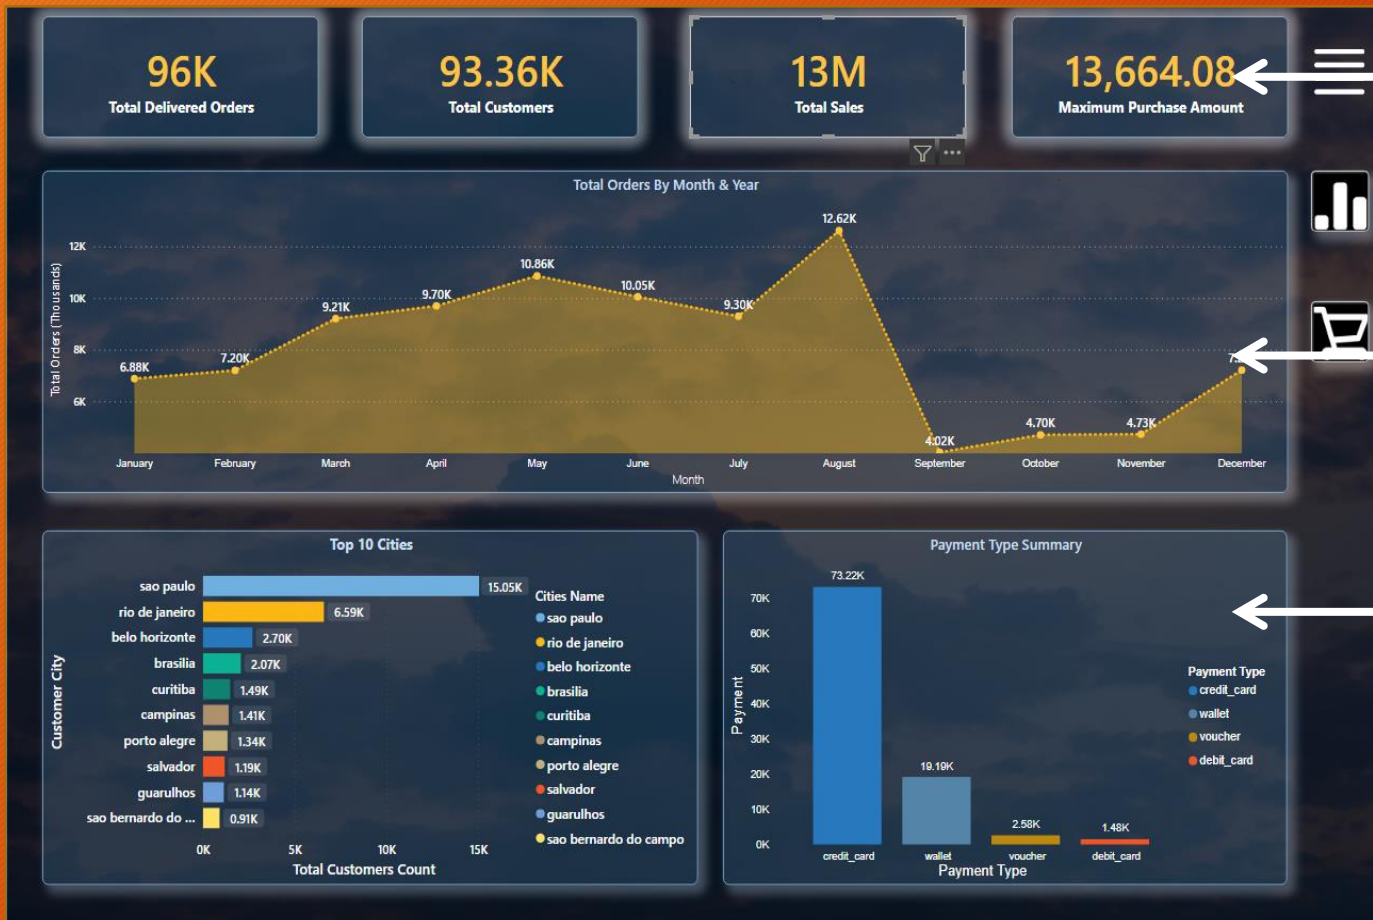 96K
Total Delivered Orders
93.36K
Total Customers
13M
Total Sales
13,664.08
Maximum Purchase Amount
Total Orders By Month & Year
Total Orders (Thousands)
12K
10K
8K
6K
6.88K
7.20K
9.21K
9.70K
10.86K
10.05K
9.30K
12.62K
4.02K
4.70K
4.73K
January
February
March
April
May
June
July
August
September
October
November
December
Month
Top 10 Cities
Customer City
sao paulo
15.05K
rio de janeiro
6.59K
belo horizonte
2.70K
brasilia
2.07K
curitiba
1.49K
campinas
1.41K
porto alegre
1.34K
salvador
1.19K
guarulhos
1.14K
sao bernardo do ...
0.91K
0K
5K
10K
15K
Total Customers Count
Cities Name
sao paulo
rio de janeiro
belo horizonte
brasilia
curitiba
campinas
porto alegre
salvador
guarulhos
sao bernardo do campo
Payment Type Summary
Payment
70K
60K
50K
40K
30K
20K
10K
0K
73.22K
19.19K
2.58K
1.48K
credit_card
wallet
voucher
debit_card
Payment Type
Payment Type
credit_card
wallet
voucher
debit_card